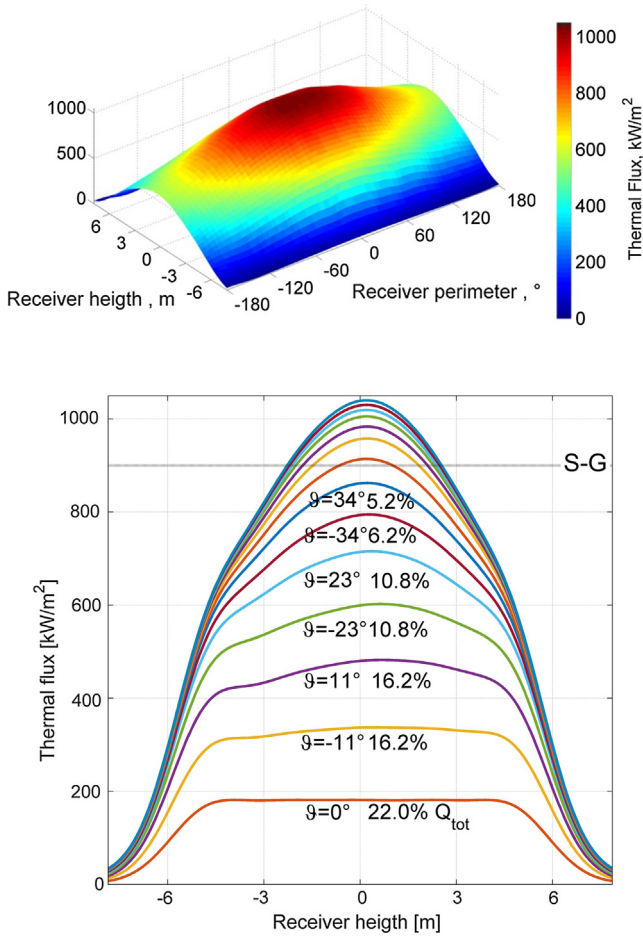 1000
500
0
6
3
0
-3
-6
Receiver heigth , m
-180
-120
-60
0
60
120
180
Receiver perimeter , °
1000
800
600
400
200
0
Thermal Flux, kW/m2
1000
800
600
400
200
0
Thermal flux [kW/m2]
S-G
ϑ=34° 5.2%
ϑ=-34° 6.2%
ϑ=23° 10.8%
ϑ=-23° 10.8%
ϑ=11° 16.2%
ϑ=-11° 16.2%
ϑ=0° 22.0% Qtot
-6
-3
0
3
6
Receiver heigth [m]